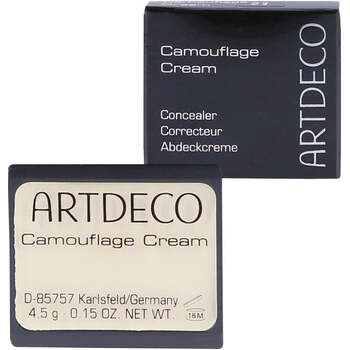 21
ARTDECO
Camouflage
Cream
Concealer
Correcteur
Abdeckcreme
ARTDECO
Camouflage Cream
D-85757 Karlsfeld/Germany
4,5 g · 0.15 OZ. NET WT.
18M